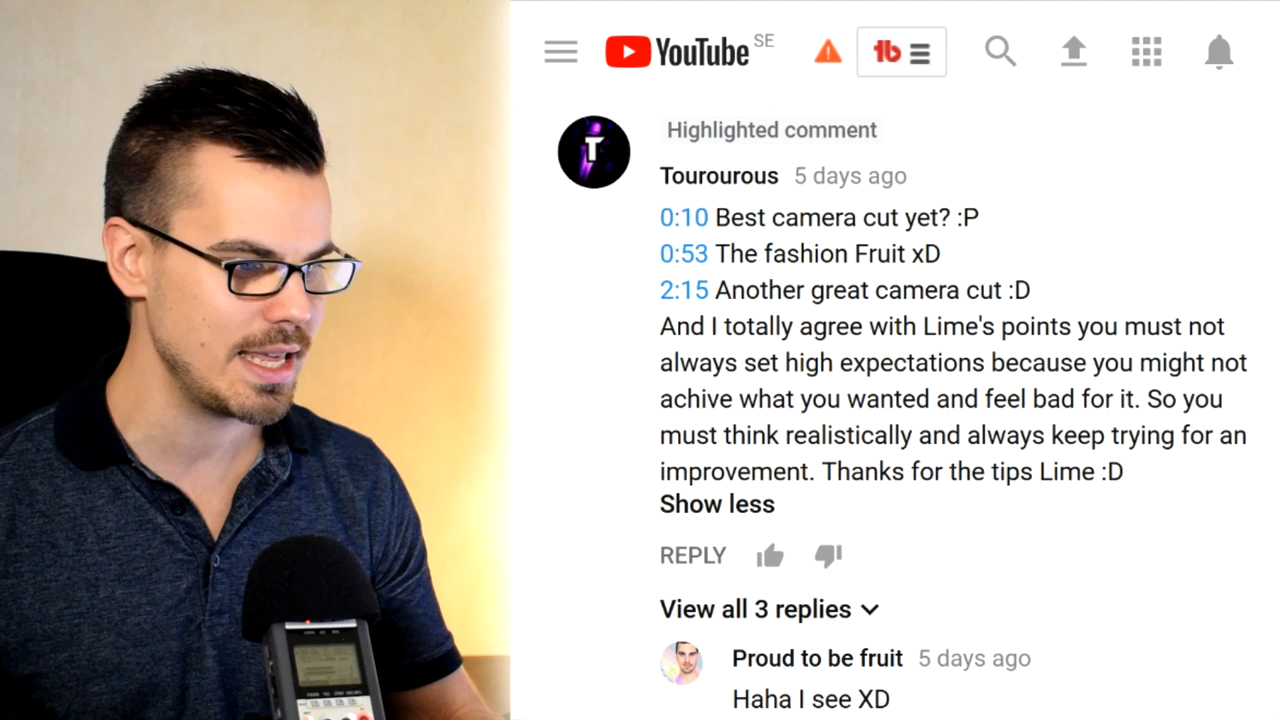 YouTube SE
tb
Highlighted comment
T
Tourourous 5 days ago
0:10 Best camera cut yet? :P
0:53 The fashion Fruit xD
2:15 Another great camera cut :D
And I totally agree with Lime's points you must not
always set high expectations because you might not
achive what you wanted and feel bad for it. So you
must think realistically and always keep trying for an
improvement. Thanks for the tips Lime :D
Show less
REPLY
View all 3 replies
Proud to be fruit 5 days ago
Haha I see XD